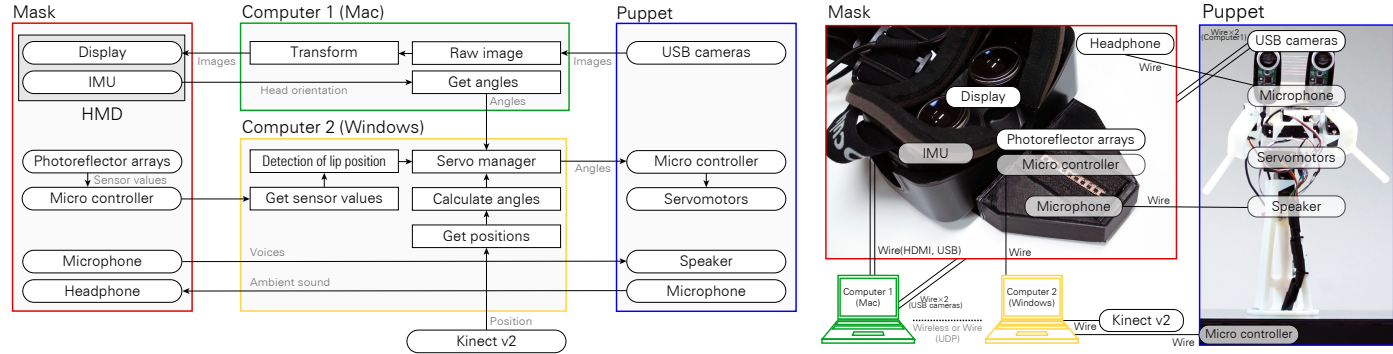 Mask
Computer 1 (Mac)
Puppet
Display
Transform
Raw image
USB cameras
Images
Images
IMU
Get angles
Head orientation
Angles
HMD
Computer 2 (Windows)
Photoreflector arrays
Detection of lip position
Servo manager
Micro controller
Angles
Sensor values
Micro controller
Get sensor values
Calculate angles
Servomotors
Get positions
Voices
Microphone
Speaker
Ambient sound
Headphone
Microphone
Position
Kinect v2
Mask
Puppet
Headphone
Wire×2
(Computer1)
USB cameras
Wire
Display
Microphone
Photoreflector arrays
IMU
Micro controller
Servomotors
Microphone
Wire
Speaker
Wire(HDMI, USB)
Wire
Computer 1
(Mac)
Wire×2
(USB cameras)
Computer 2
(Windows)
Wireless or Wire
(UDP)
Wire
Kinect v2
Wire
Micro controller